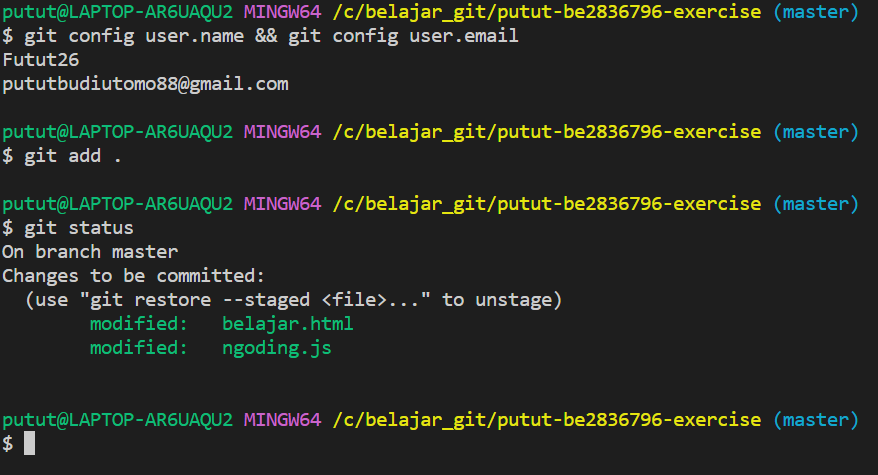 putut@LAPTOP-AR6UAQU2 MINGW64 /c/belajar_git/putut-be2836796-exercise (master)
$ git config user.name && git config user.email
Futut26
pututbudiutomo88@gmail.com
putut@LAPTOP-AR6UAQU2 MINGW64 /c/belajar_git/putut-be2836796-exercise (master)
$ git add .
putut@LAPTOP-AR6UAQU2 MINGW64 /c/belajar_git/putut-be2836796-exercise (master)
$ git status
On branch master
Changes to be committed:
  (use "git restore --staged <file>..." to unstage)
        modified:   belajar.html
        modified:   ngoding.js
putut@LAPTOP-AR6UAQU2 MINGW64 /c/belajar_git/putut-be2836796-exercise (master)
$